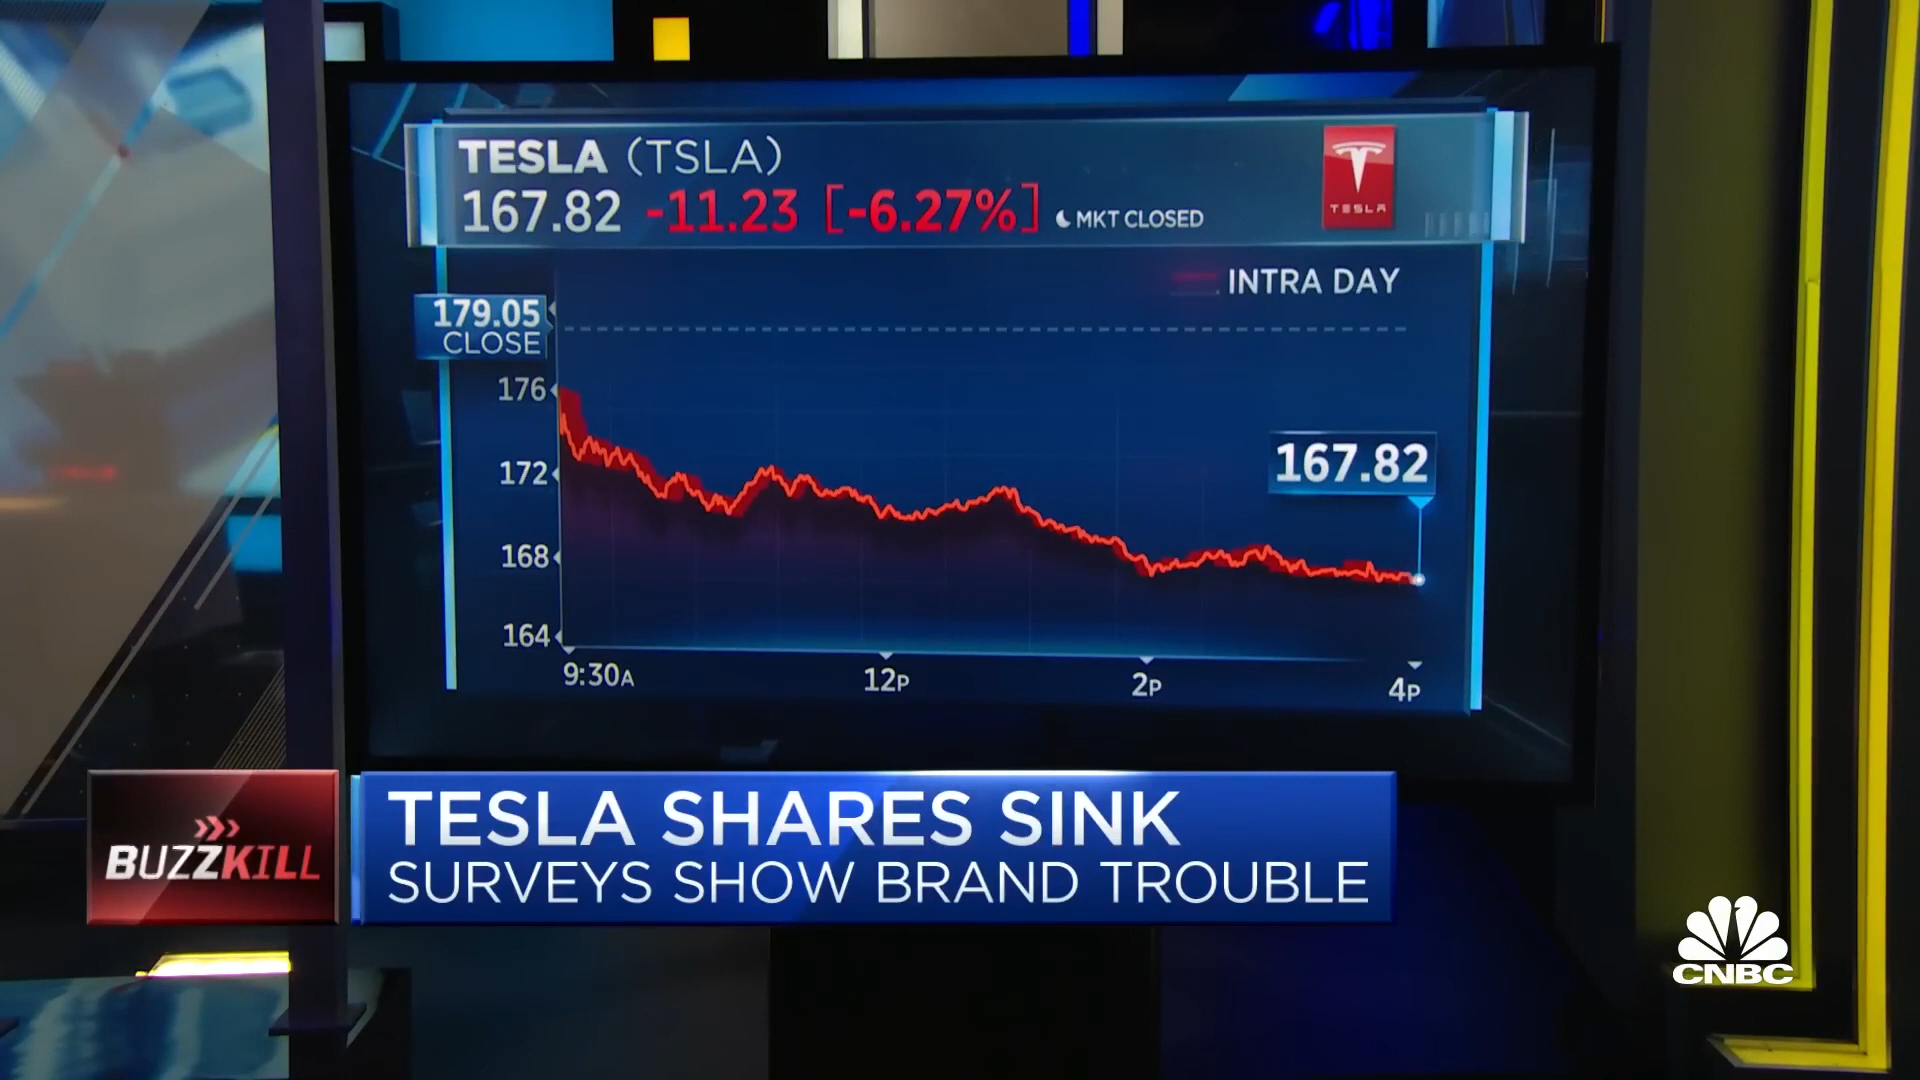 TESLA (TSLA)
167.82 -11.23 [-6.27%] MKT CLOSED
TESLA
INTRA DAY
179.05
CLOSE
176
172
168
164
167.82
9:30A 12P 2P 4P
BUZZKILL
TESLA SHARES SINK
SURVEYS SHOW BRAND TROUBLE
CNBC